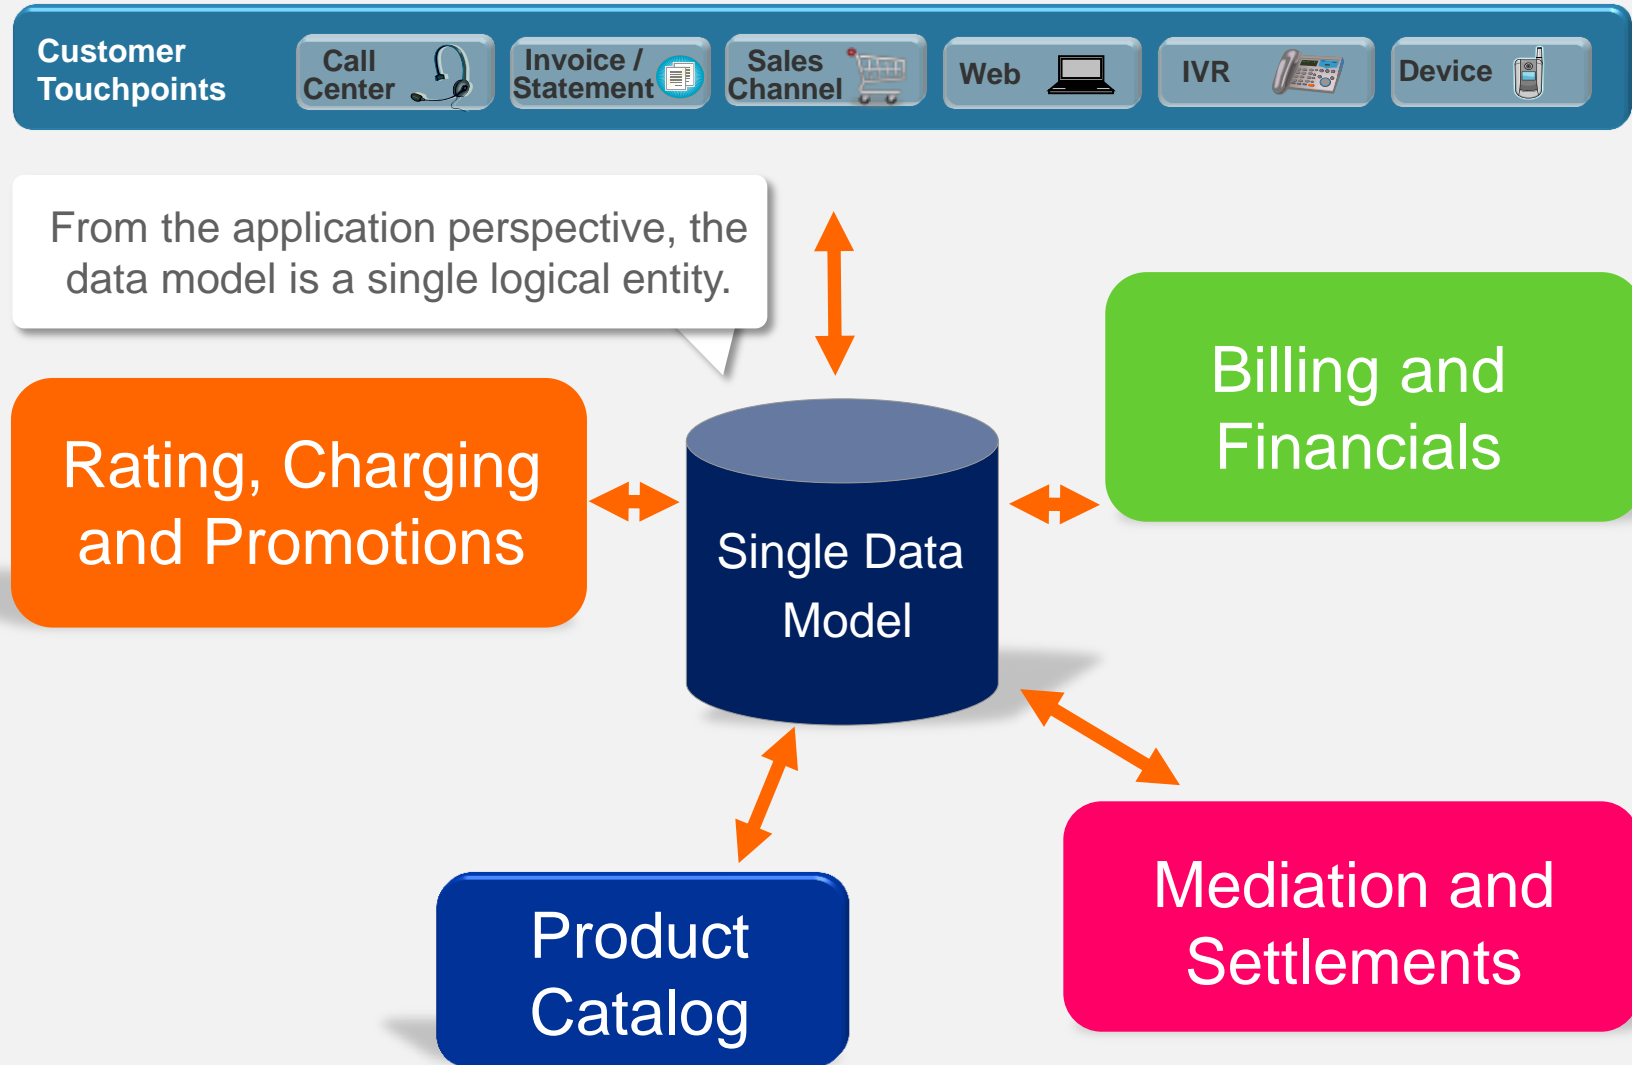 Customer
Touchpoints
Call
Center
Invoice /
Statement
Sales
Channel
Web
IVR
Device
From the application perspective, the
data model is a single logical entity.
Billing and
Financials
Rating, Charging
and Promotions
Single Data
Model
Mediation and
Settlements
Product
Catalog